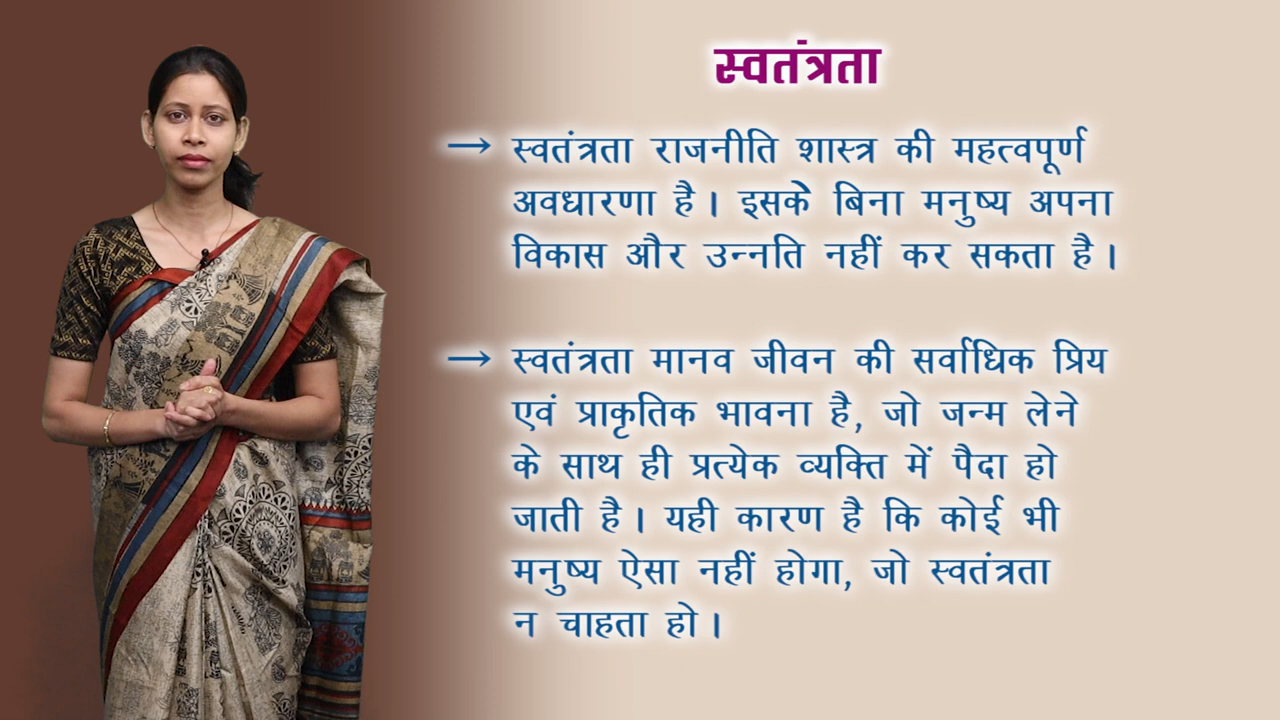 स्वतंत्रता
→ स्वतंत्रता राजनीति शास्त्र की महत्वपूर्ण
अवधारणा है। इसके बिना मनुष्य अपना
विकास और उन्नति नहीं कर सकता है।
→ स्वतंत्रता मानव जीवन की सर्वाधिक प्रिय
एवं प्राकृतिक भावना है, जो जन्म लेने
के साथ ही प्रत्येक व्यक्ति में पैदा हो
जाती है। यही कारण है कि कोई भी
मनुष्य ऐसा नहीं होगा, जो स्वतंत्रता
न चाहता हो।